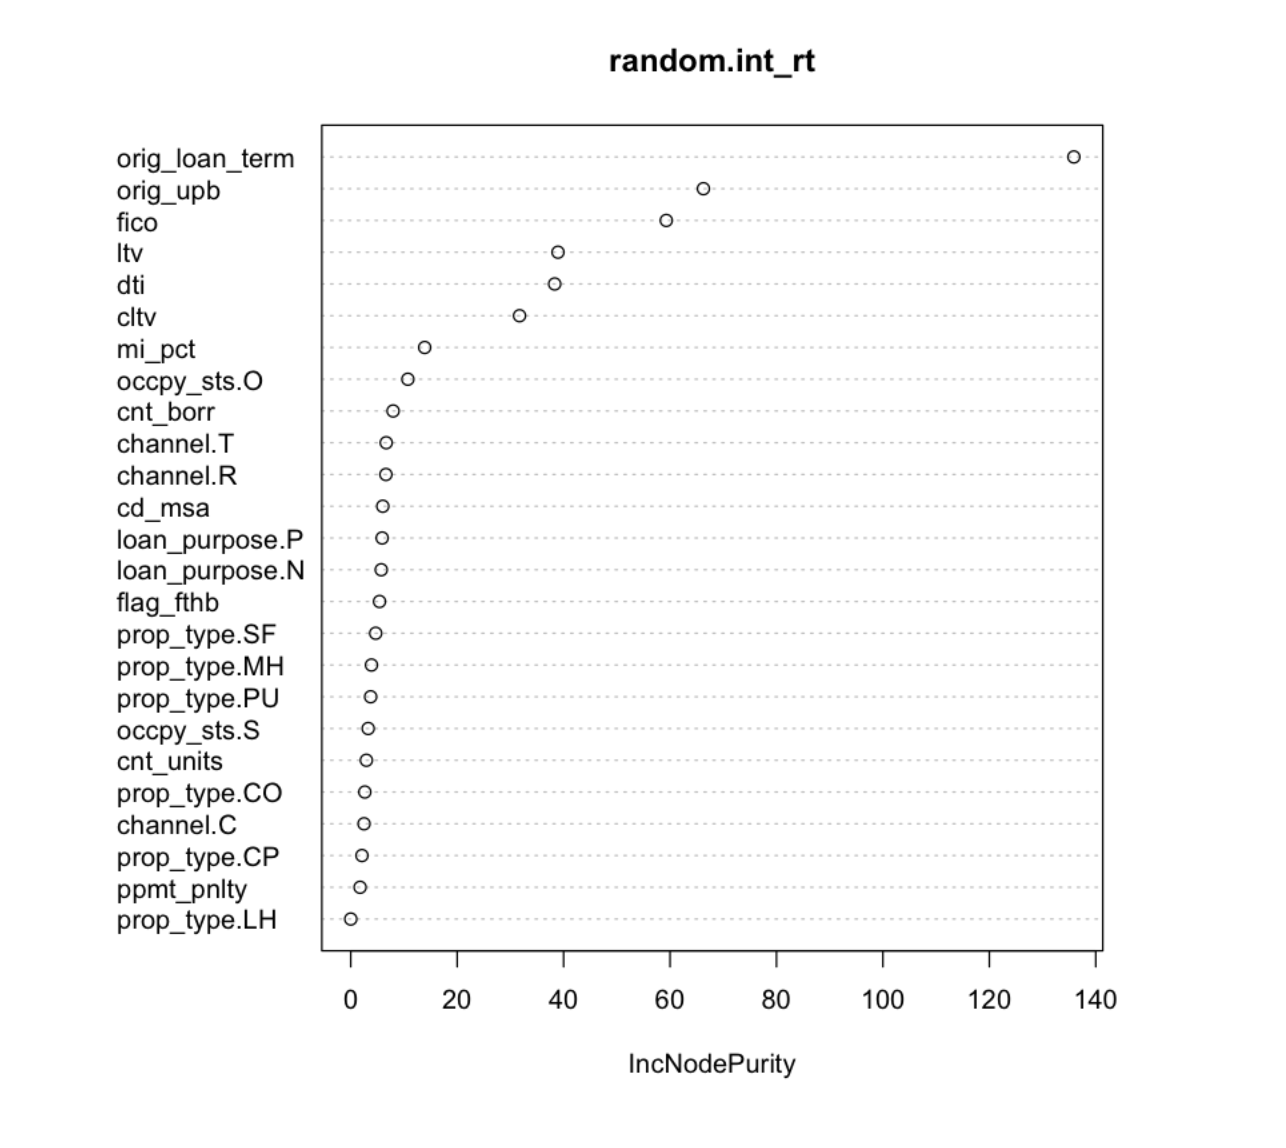 random.int_rt
orig_loan_term
orig_upb
fico
ltv
dti
cltv
mi_pct
occpy_sts.O
cnt_borr
channel.T
channel.R
cd_msa
loan_purpose.P
loan_purpose.N
flag_fthb
prop_type.SF
prop_type.MH
prop_type.PU
occpy_sts.S
cnt_units
prop_type.CO
channel.C
prop_type.CP
ppmt_pnlty
prop_type.LH
0 20 40 60 80 100 120 140
IncNodePurity